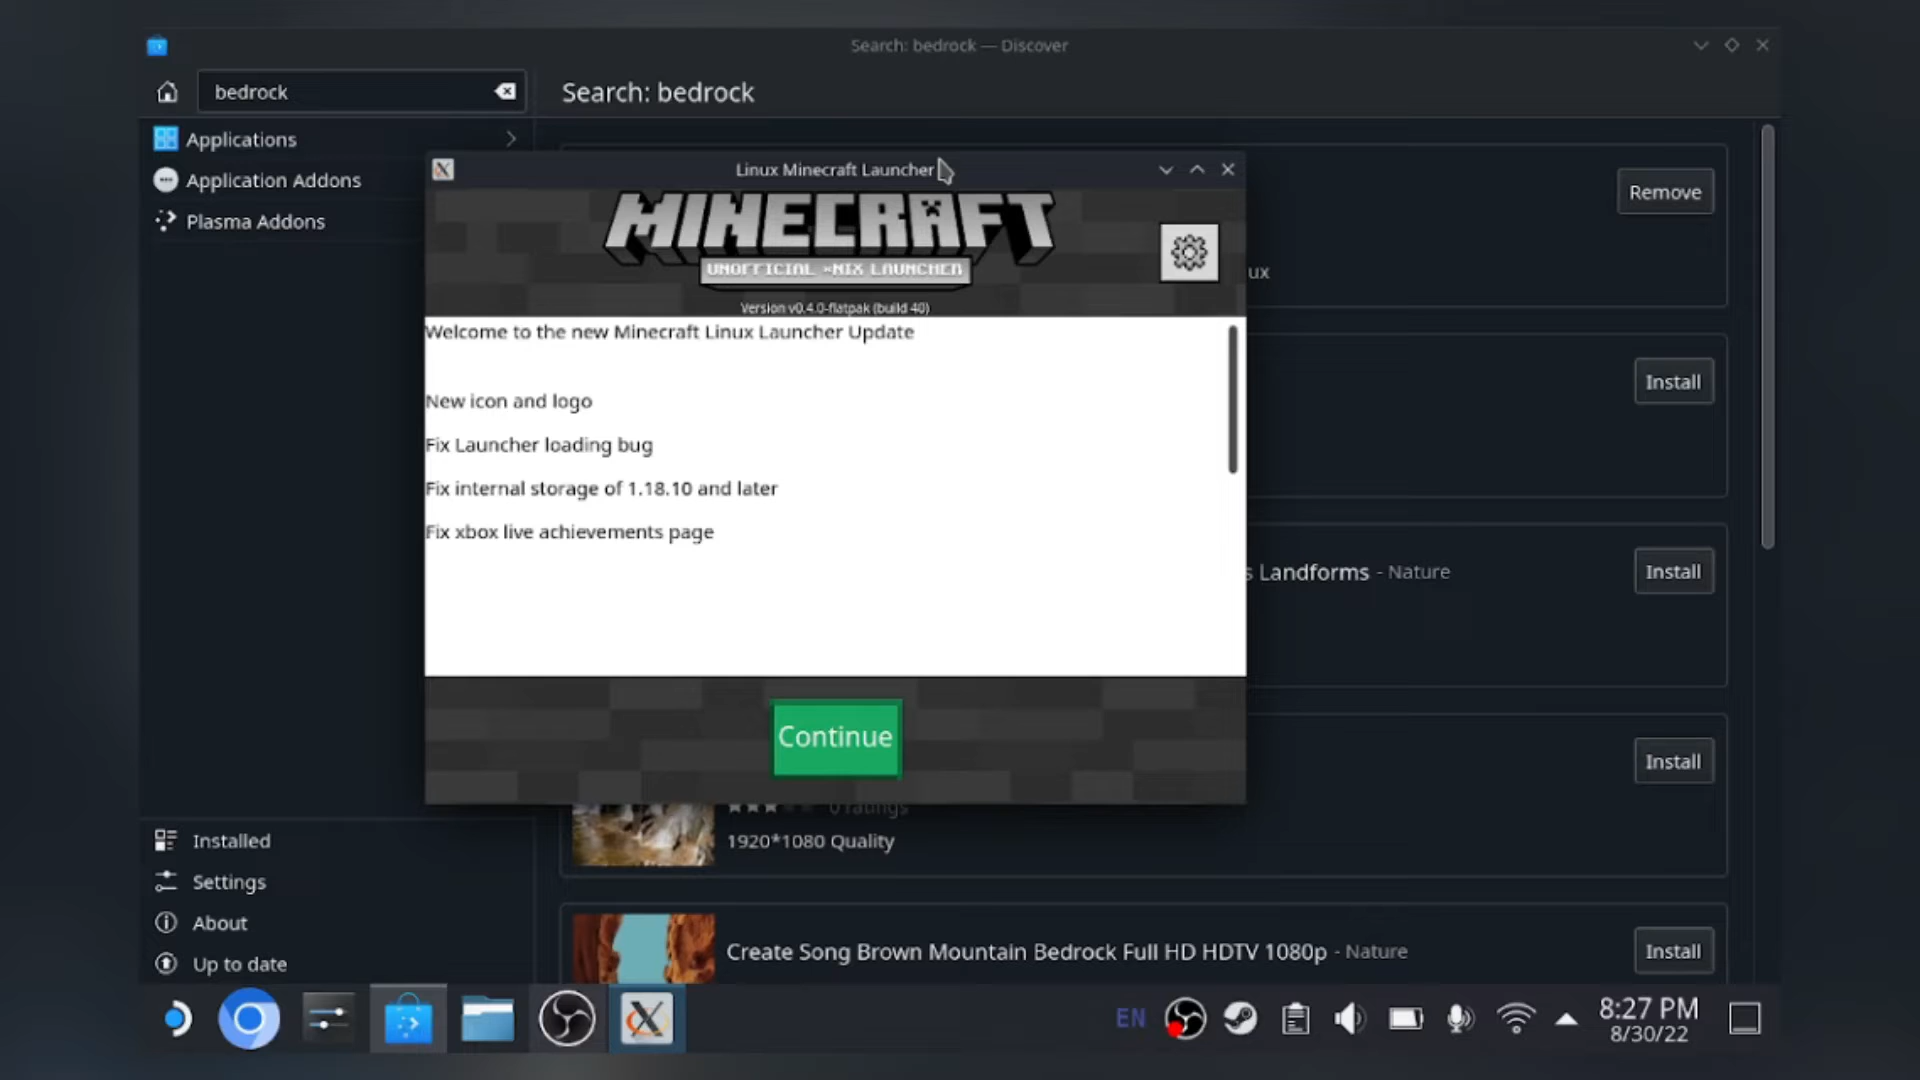 Search: bedrock — Discover
bedrock
Search: bedrock
Applications
Application Addons
Plasma Addons
Remove
ux
Linux Minecraft Launcher
MINECRAFT
UNOFFICIAL *NIX LAUNCHER
Version v0.4.0-flatpak (build 40)
Welcome to the new Minecraft Linux Launcher Update
New icon and logo
Fix Launcher loading bug
Fix internal storage of 1.18.10 and later
Fix xbox live achievements page
Continue
Install
s Landforms - Nature
Install
Install
0 ratings
1920*1080 Quality
Create Song Brown Mountain Bedrock Full HD HDTV 1080p - Nature
Install
Installed
Settings
About
Up to date
EN
8:27 PM
8/30/22